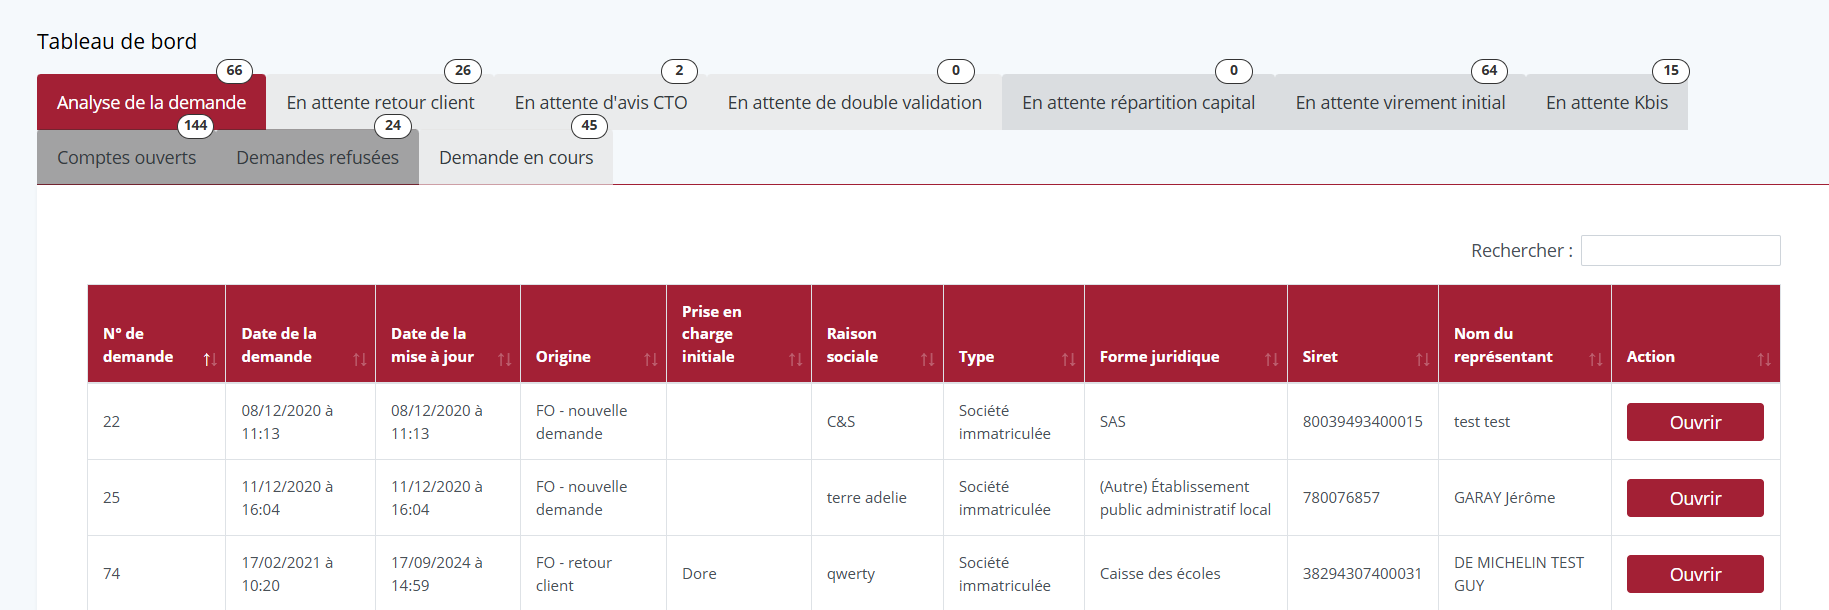 Tableau de bord
66 26 2 0 0 64 15
Analyse de la demande En attente retour client En attente d'avis CTO En attente de double validation En attente répartition capital En attente virement initial En attente Kbis
144 24 45
Comptes ouverts Demandes refusées Demande en cours
Rechercher :
N° de demande Date de la demande Date de la mise à jour Origine Prise en charge initiale Raison sociale Type Forme juridique Siret Nom du représentant Action
22 08/12/2020 à 11:13 08/12/2020 à 11:13 FO - nouvelle demande C&S Société immatriculée SAS 80039493400015 test test Ouvrir
25 11/12/2020 à 16:04 11/12/2020 à 16:04 FO - nouvelle demande terre adelie Société immatriculée (Autre) Établissement public administratif local 780076857 GARAY Jérôme Ouvrir
74 17/02/2021 à 10:20 17/09/2024 à 14:59 FO - retour client Dore qwerty Société immatriculée Caisse des écoles 38294307400031 DE MICHELIN TEST GUY Ouvrir